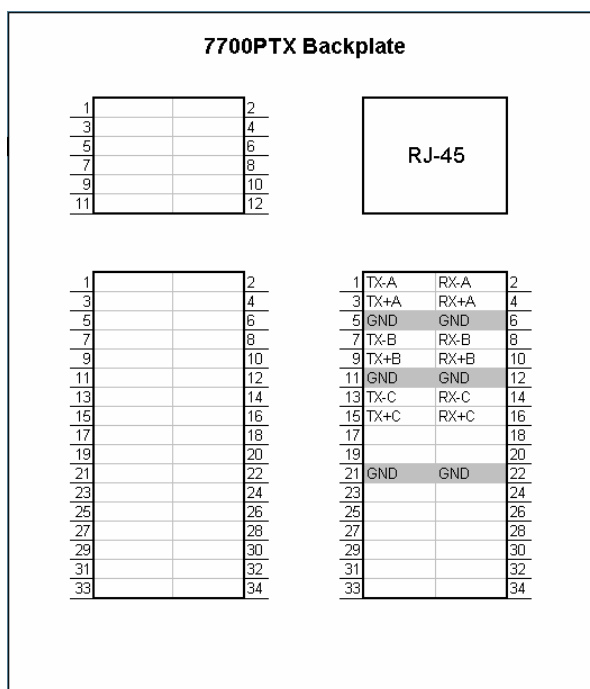 7700PTX Backplate
1 2
3 4
5 6
7 8
9 10
11 12
RJ-45
1 2
3 4
5 6
7 8
9 10
11 12
13 14
15 16
17 18
19 20
21 22
23 24
25 26
27 28
29 30
31 32
33 34
1 TX-A RX-A 2
3 TX+A RX+A 4
5 GND GND 6
7 TX-B RX-B 8
9 TX+B RX+B 10
11 GND GND 12
13 TX-C RX-C 14
15 TX+C RX+C 16
17 18
19 20
21 GND GND 22
23 24
25 26
27 28
29 30
31 32
33 34